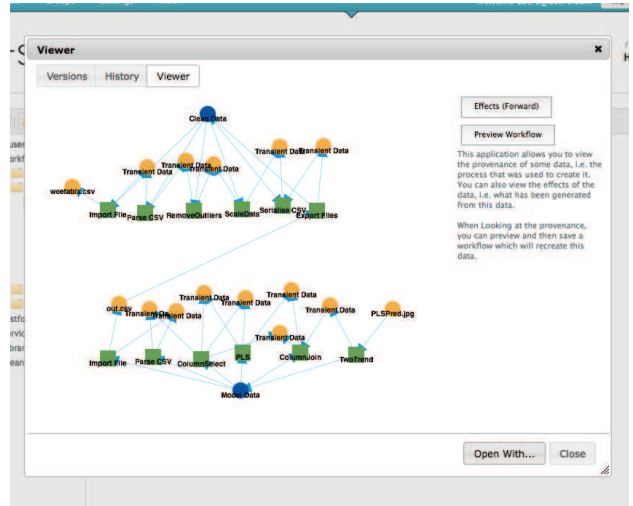 Viewer
Versions
History
Viewer
Effects (Forward)
Preview Workflow
This application allows you to view
the provenance of some data, i.e. the
process that was used to create it.
You can also view the effects of the
data, i.e. what has been generated
from this data.
When Looking at the provenance,
you can preview and then save a
workflow which will recreate this
data.
Clean Data
Transient Data
Transient Data
Transient Data
Transient Data
Transient Data
weetabix.csv
Import File
Parse CSV
RemoveOutliers
ScaleData
Serialise CSV
Export Files
out.csv
Transient Data
Transient Data
Transient Data
Transient Data
Transient Data
Transient Data
PLSPred.jpg
Transient Data
Import File
Parse CSV
ColumnSelect
PLS
ColumnJoin
TwoTrend
Model Data
Open With...
Close